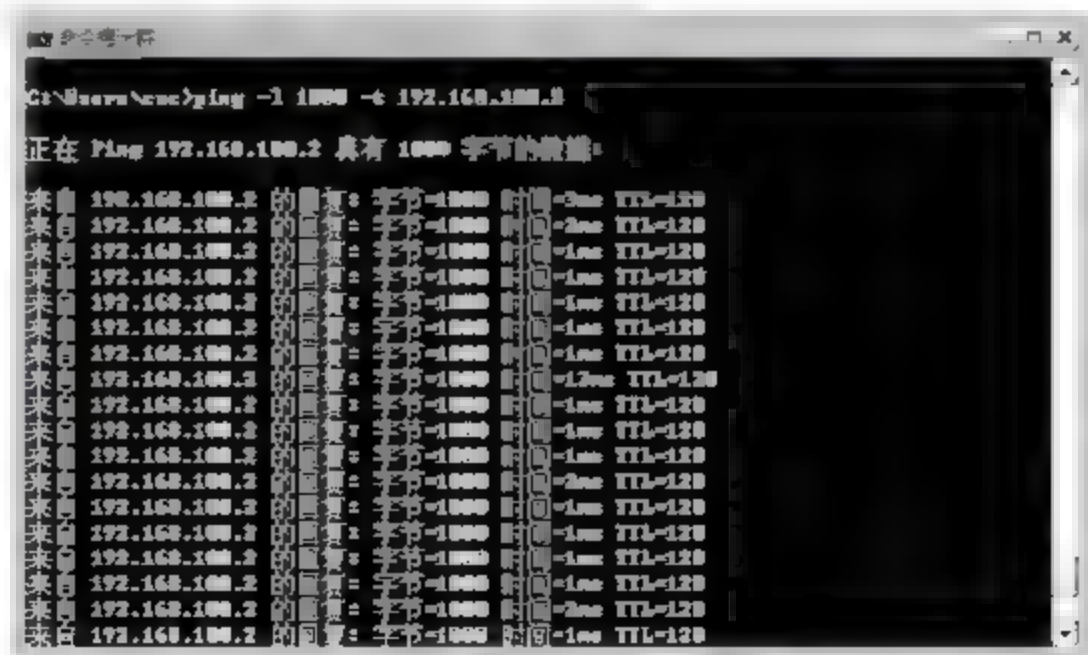 命令提示符
C:\Users\cnc>ping -l 1000 -t 192.168.100.2
正在 Ping 192.168.100.2 具有 1000 字节的数据:
来自 192.168.100.2 的回复: 字节=1000 时间=3ms TTL=128
来自 192.168.100.2 的回复: 字节=1000 时间=2ms TTL=128
来自 192.168.100.2 的回复: 字节=1000 时间=1ms TTL=128
来自 192.168.100.2 的回复: 字节=1000 时间=1ms TTL=128
来自 192.168.100.2 的回复: 字节=1000 时间=1ms TTL=128
来自 192.168.100.2 的回复: 字节=1000 时间=1ms TTL=128
来自 192.168.100.2 的回复: 字节=1000 时间=1ms TTL=128
来自 192.168.100.2 的回复: 字节=1000 时间=17ms TTL=128
来自 192.168.100.2 的回复: 字节=1000 时间=1ms TTL=128
来自 192.168.100.2 的回复: 字节=1000 时间=1ms TTL=128
来自 192.168.100.2 的回复: 字节=1000 时间=1ms TTL=128
来自 192.168.100.2 的回复: 字节=1000 时间=2ms TTL=128
来自 192.168.100.2 的回复: 字节=1000 时间=1ms TTL=128
来自 192.168.100.2 的回复: 字节=1000 时间=1ms TTL=128
来自 192.168.100.2 的回复: 字节=1000 时间=1ms TTL=128
来自 192.168.100.2 的回复: 字节=1000 时间=1ms TTL=128
来自 192.168.100.2 的回复: 字节=1000 时间=2ms TTL=128
来自 192.168.100.2 的回复: 字节=1000 时间=1ms TTL=128